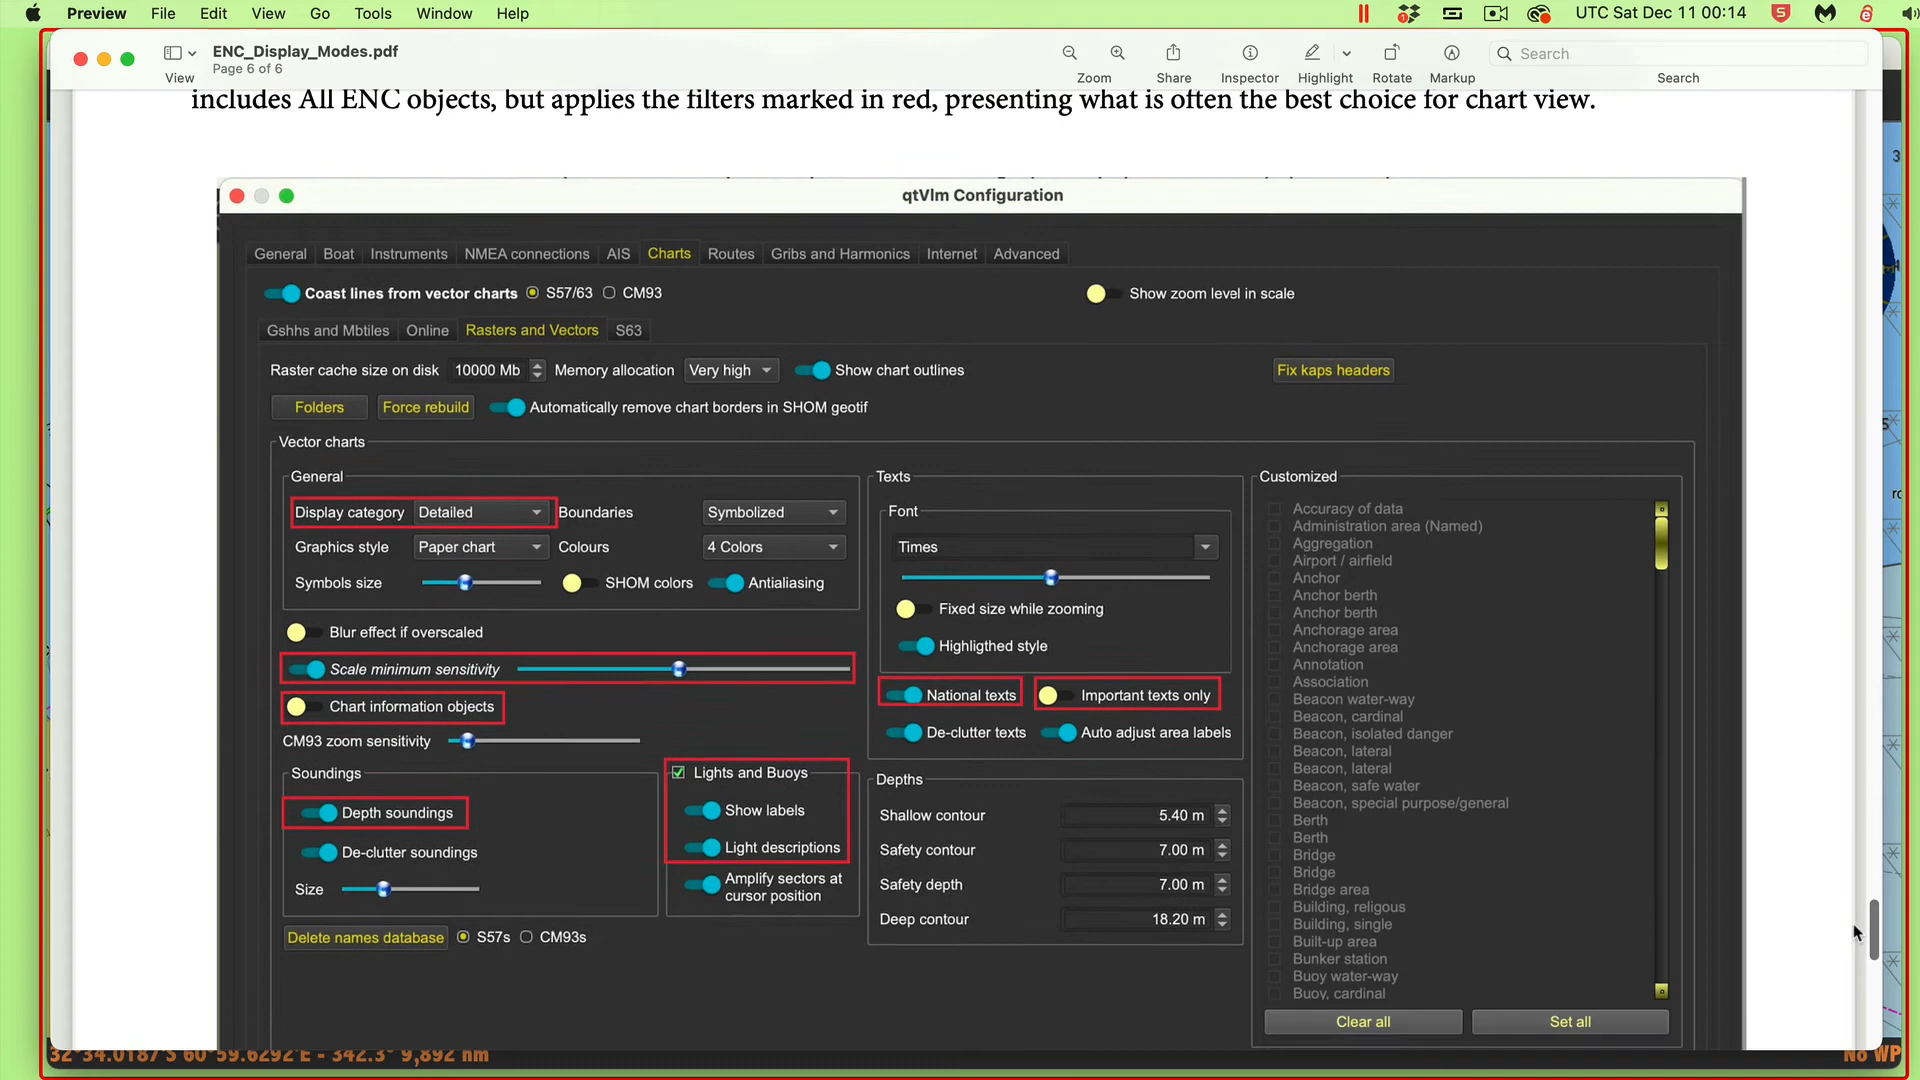 Preview File Edit View Go Tools Window Help UTC Sat Dec 11 00:14
ENC_Display_Modes.pdf
Page 6 of 6
View Zoom Share Inspector Highlight Rotate Markup Search
Search
includes All ENC objects, but applies the filters marked in red, presenting what is often the best choice for chart view.
qtVlm Configuration
General Boat Instruments NMEA connections AIS Charts Routes Gribs and Harmonics Internet Advanced
Coast lines from vector charts S57/63 CM93 Show zoom level in scale
Gshhs and Mbtiles Online Rasters and Vectors S63
Raster cache size on disk 10000 Mb Memory allocation Very high Show chart outlines Fix kaps headers
Folders Force rebuild Automatically remove chart borders in SHOM geotif
Vector charts
General
Display category Detailed Boundaries Symbolized
Graphics style Paper chart Colours 4 Colors
Symbols size SHOM colors Antialiasing
Blur effect if overscaled
Scale minimum sensitivity
Chart information objects
CM93 zoom sensitivity
Soundings
Depth soundings
De-clutter soundings
Size
Lights and Buoys
Show labels
Light descriptions
Amplify sectors at
cursor position
Delete names database S57s CM93s
Texts
Font
Times
Fixed size while zooming
Highligthed style
National texts Important texts only
De-clutter texts Auto adjust area labels
Depths
Shallow contour 5.40 m
Safety contour 7.00 m
Safety depth 7.00 m
Deep contour 18.20 m
Customized
Accuracy of data
Administration area (Named)
Aggregation
Airport / airfield
Anchor
Anchor berth
Anchor berth
Anchorage area
Anchorage area
Annotation
Association
Beacon water-way
Beacon, cardinal
Beacon, isolated danger
Beacon, lateral
Beacon, lateral
Beacon, safe water
Beacon, special purpose/general
Berth
Berth
Bridge
Bridge
Bridge area
Building, religous
Building, single
Built-up area
Bunker station
Buoy water-way
Buoy, cardinal
Clear all Set all
32°34.0187'S 60°59.6292'E - 342.3° 9,892 nm
No WP